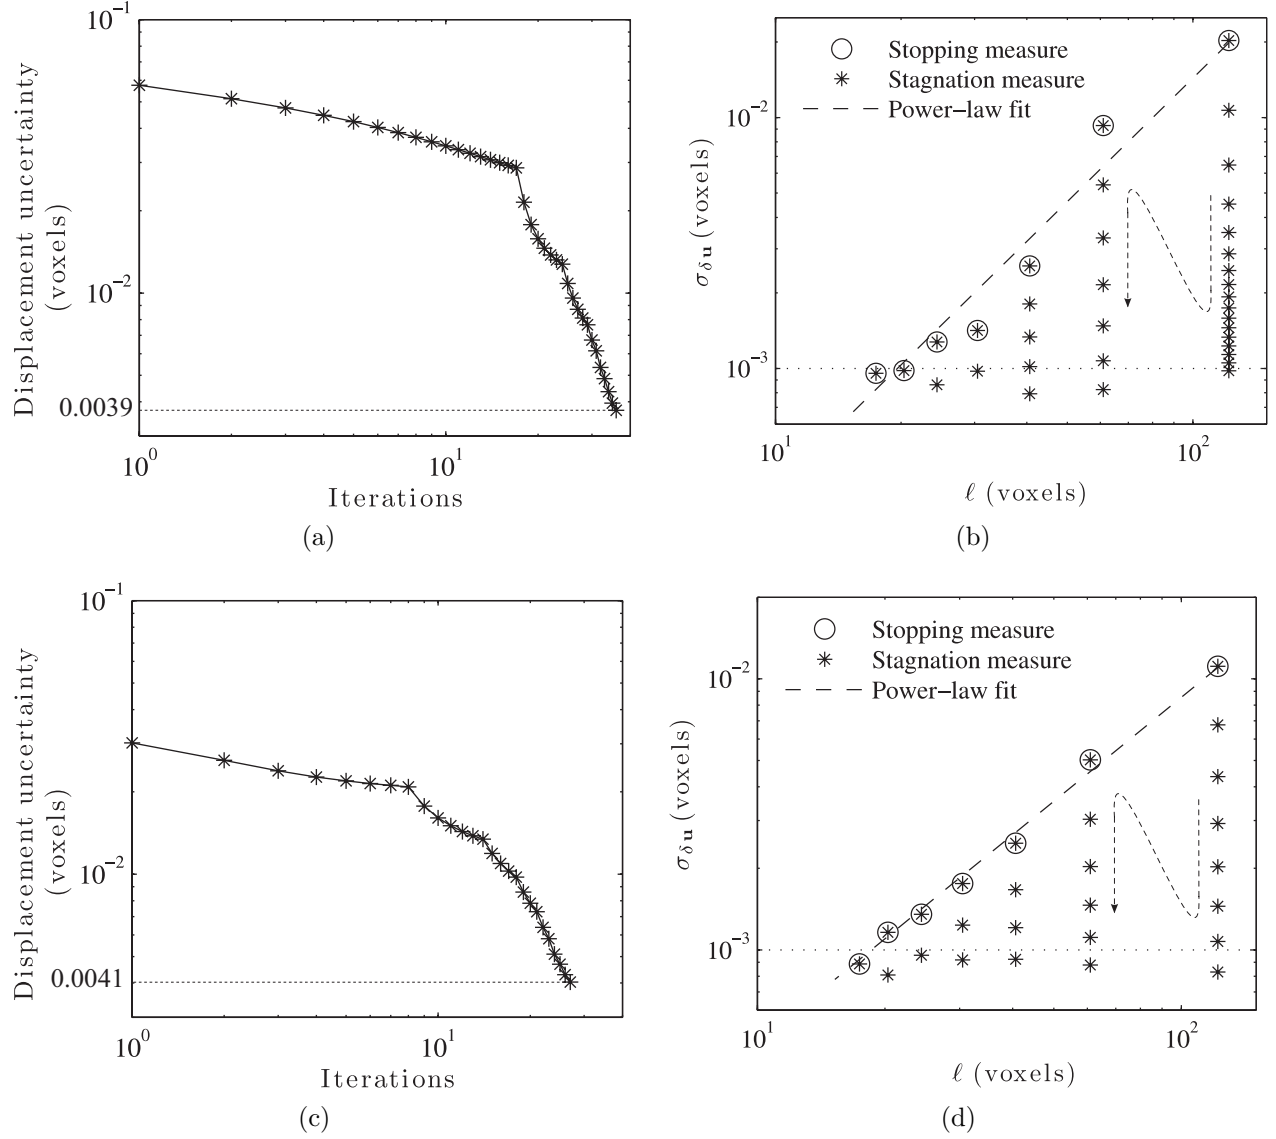 10^-1
10^-2
0.0039
Displacement uncertainty
(voxels)
10^0
10^1
Iterations
(a)
Stopping measure
Stagnation measure
Power–law fit
10^-2
10^-3
σ_δu (voxels)
10^1
10^2
ℓ (voxels)
(b)
10^-1
10^-2
0.0041
Displacement uncertainty
(voxels)
10^0
10^1
Iterations
(c)
Stopping measure
Stagnation measure
Power–law fit
10^-2
10^-3
σ_δu (voxels)
10^1
10^2
ℓ (voxels)
(d)